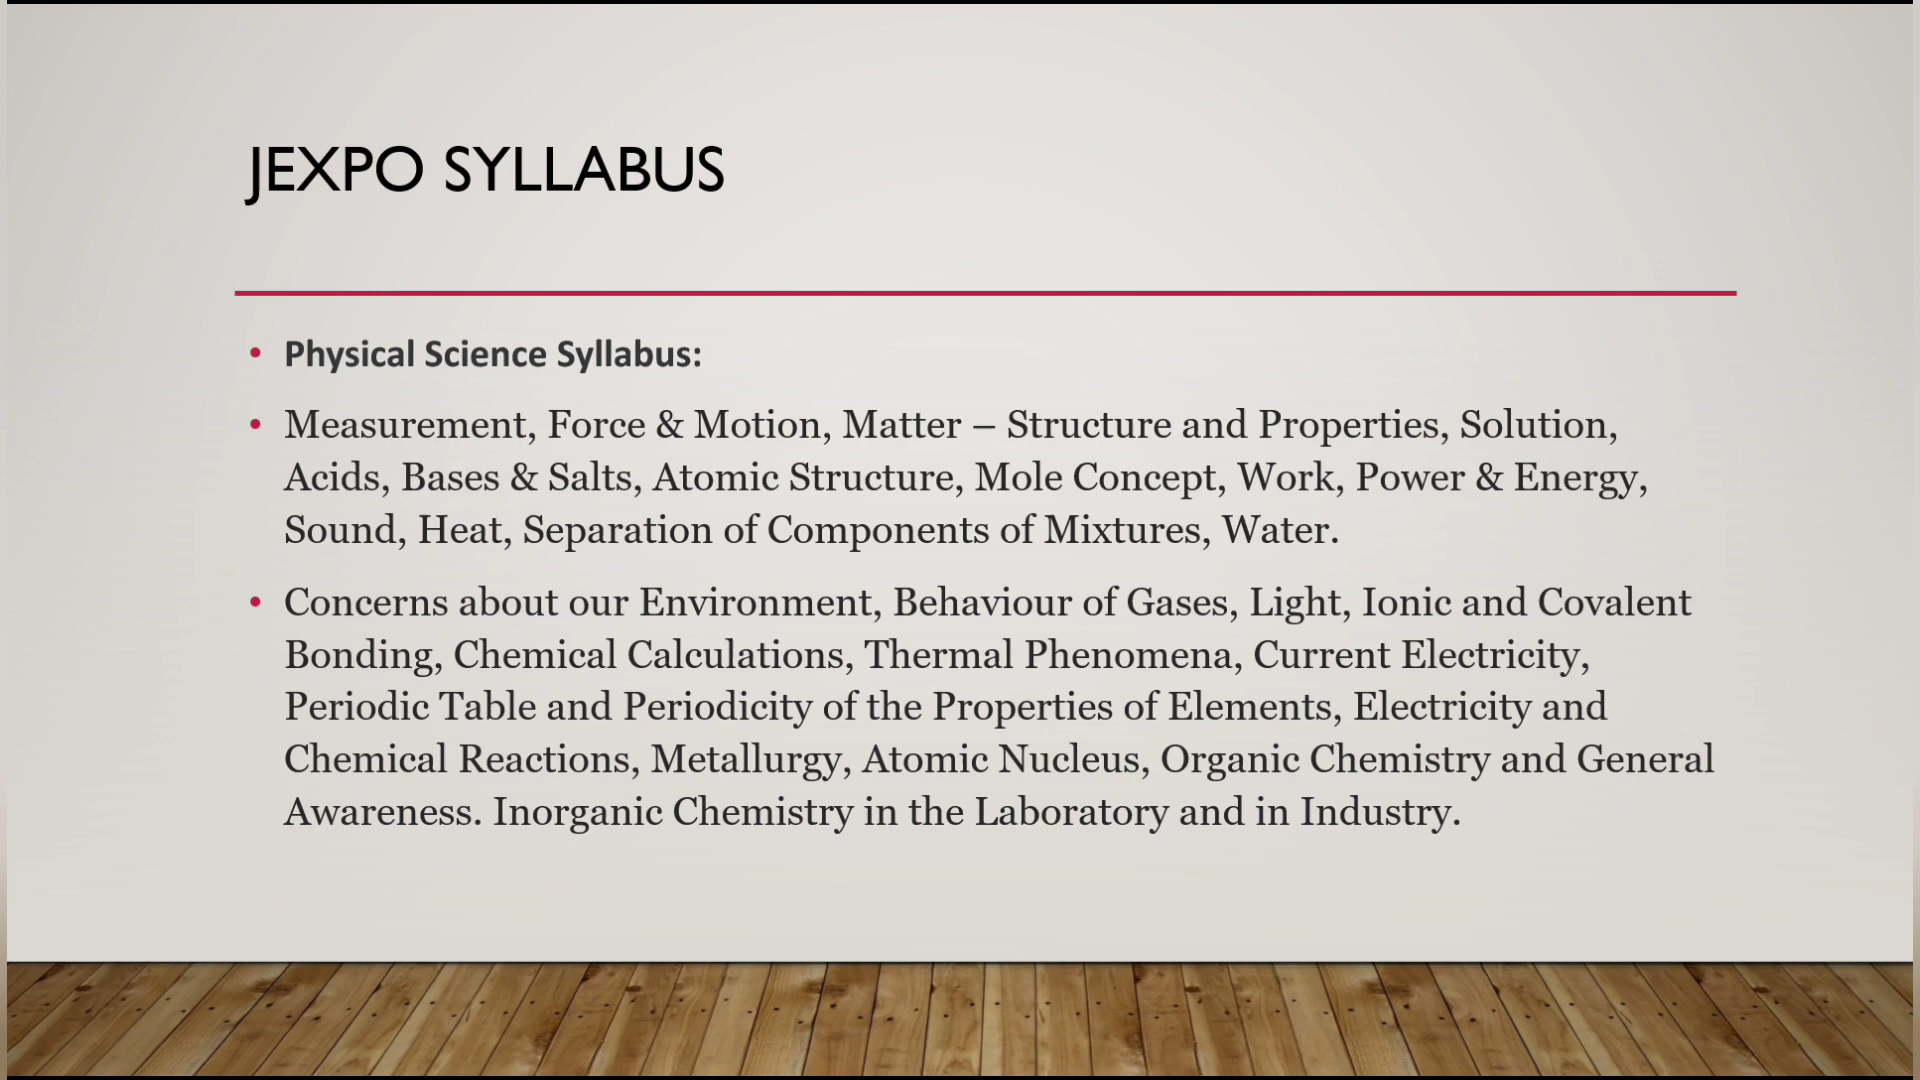 JEXPO SYLLABUS
• Physical Science Syllabus:
• Measurement, Force & Motion, Matter – Structure and Properties, Solution,
Acids, Bases & Salts, Atomic Structure, Mole Concept, Work, Power & Energy,
Sound, Heat, Separation of Components of Mixtures, Water.
• Concerns about our Environment, Behaviour of Gases, Light, Ionic and Covalent
Bonding, Chemical Calculations, Thermal Phenomena, Current Electricity,
Periodic Table and Periodicity of the Properties of Elements, Electricity and
Chemical Reactions, Metallurgy, Atomic Nucleus, Organic Chemistry and General
Awareness. Inorganic Chemistry in the Laboratory and in Industry.